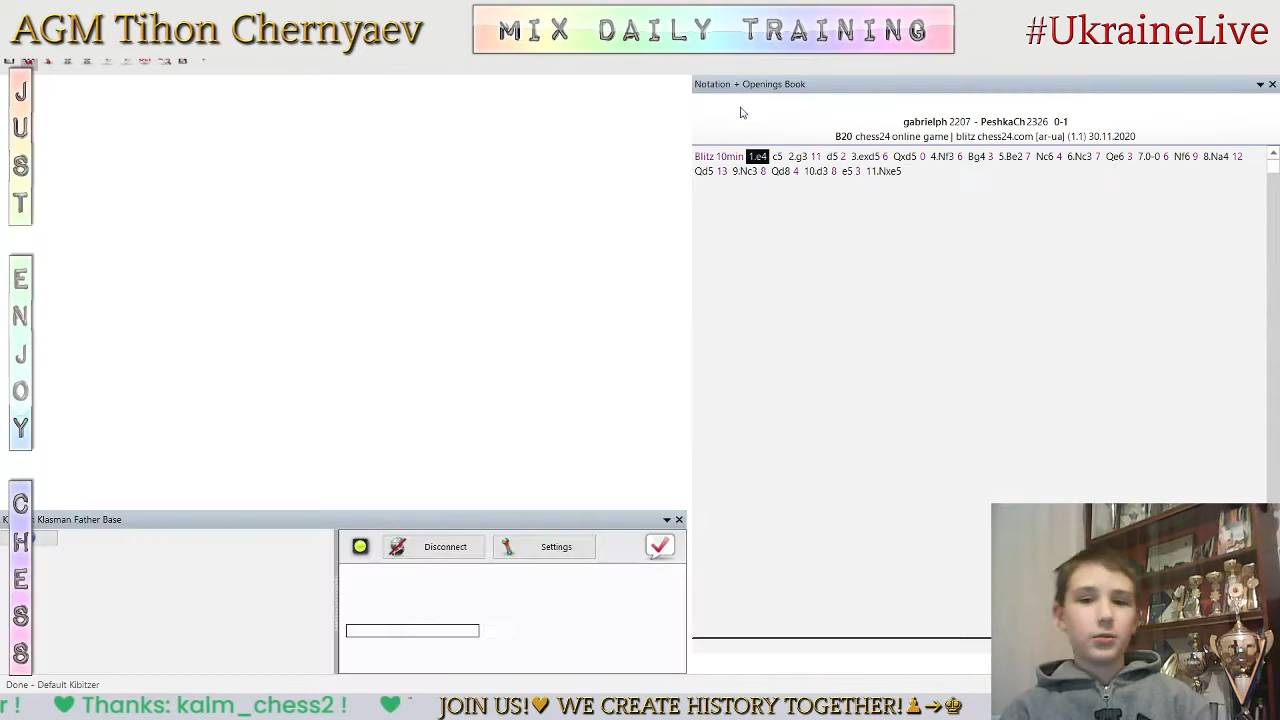 AGM Tihon Chernyaev
MIX DAILY TRAINING
#UkraineLive
JUST
ENJOY
CHESS
Notation + Openings Book
gabrielph 2207 - PeshkaCh 2326 0-1
B20 chess24 online game | blitz chess24.com [ar-ua] (1.1) 30.11.2020
Blitz 10min 1.e4 c5 2.g3 11 d5 2 3.exd5 6 Qxd5 0 4.Nf3 6 Bg4 3 5.Be2 7 Nc6 4 6.Nc3 7 Qe6 3 7.0-0 6 Nf6 9 8.Na4 12
Qd5 13 9.Nc3 8 Qd8 4 10.d3 8 e5 3 11.Nxe5
Klasman Father Base
Disconnect
Settings
Done - Default Kibitzer
r ! Thanks: kalm_chess2 !
JOIN US! WE CREATE HISTORY TOGETHER!